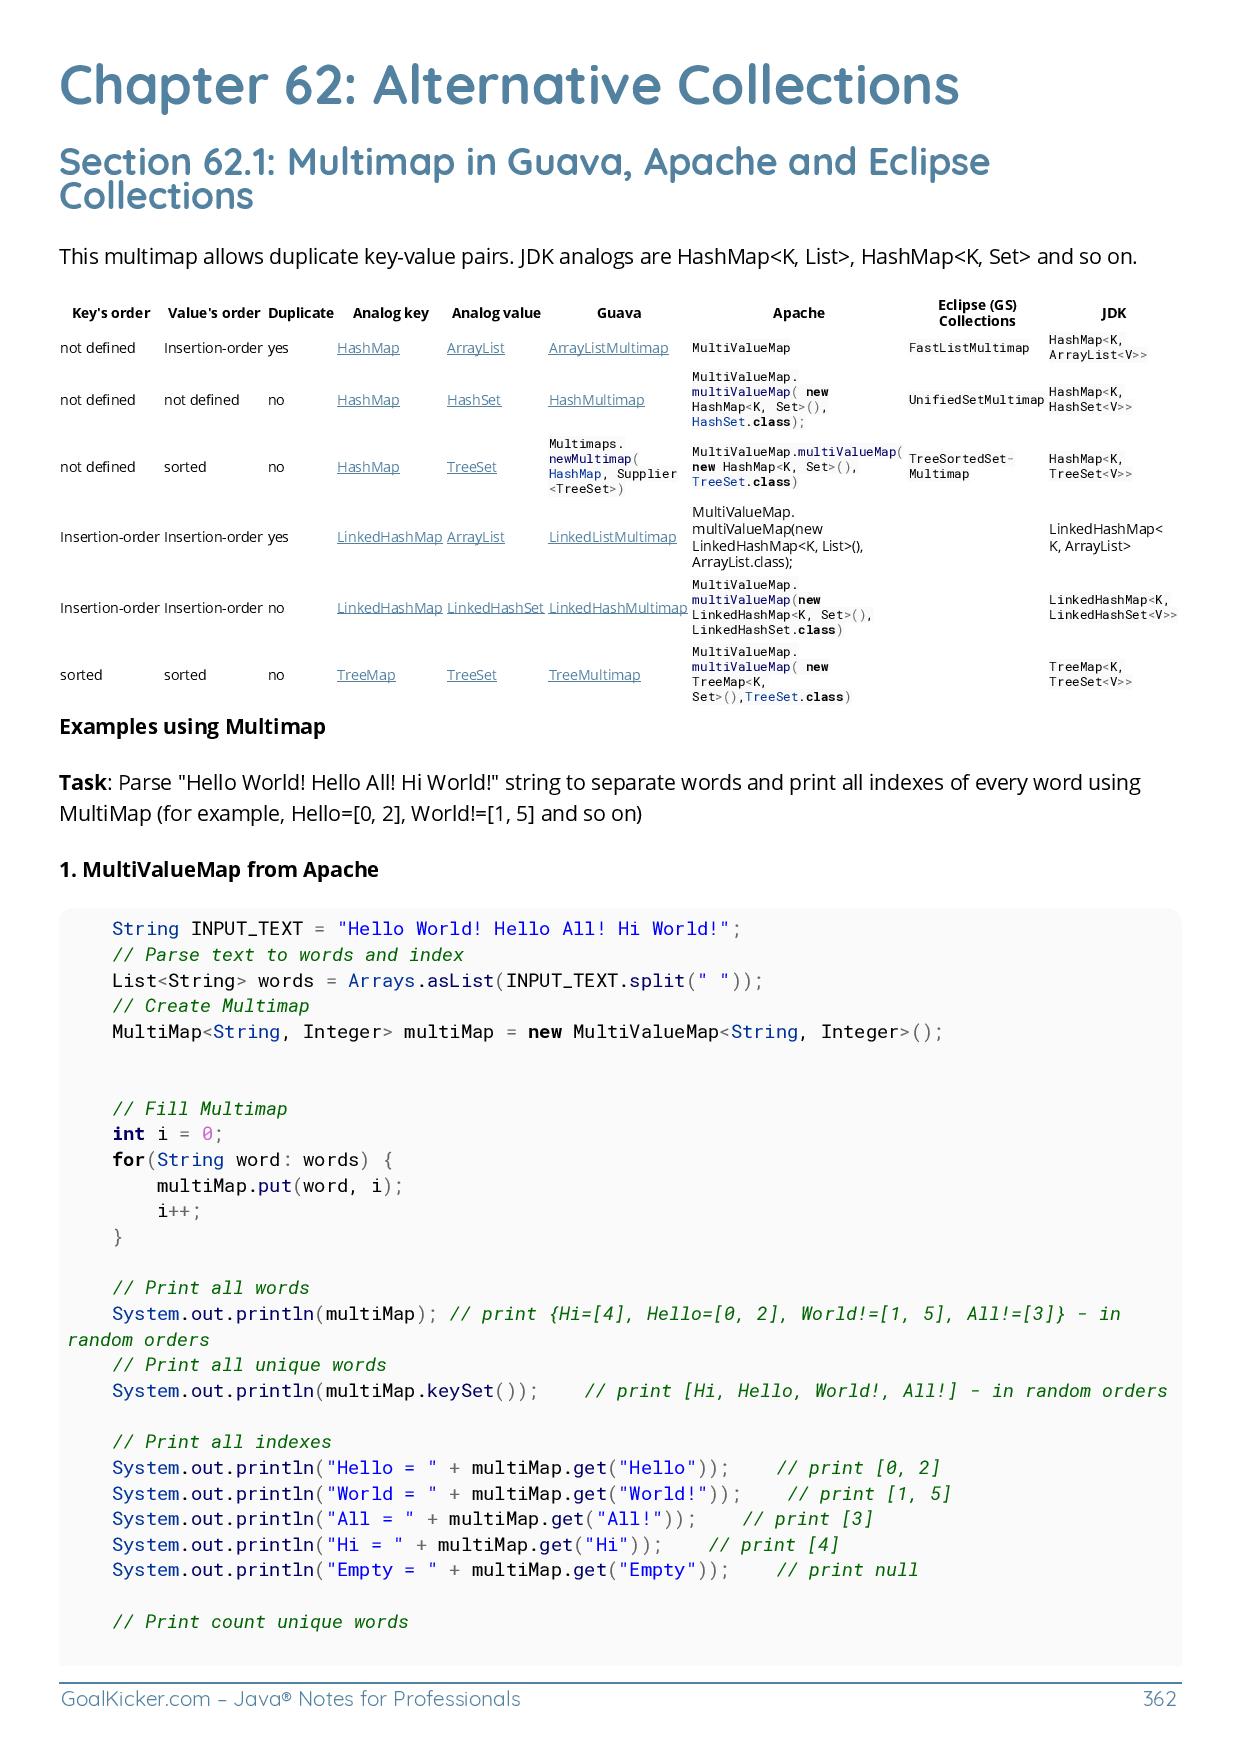 Chapter 62: Alternative Collections
Section 62.1: Multimap in Guava, Apache and Eclipse
Collections
This multimap allows duplicate key-value pairs. JDK analogs are HashMap<K, List>, HashMap<K, Set> and so on.
Key's order Value's order Duplicate Analog key Analog value Guava Apache Eclipse (GS) Collections JDK
not defined Insertion-order yes HashMap ArrayList ArrayListMultimap MultiValueMap FastListMultimap HashMap<K, ArrayList<V>>
not defined not defined no HashMap HashSet HashMultimap MultiValueMap. multiValueMap( new HashMap<K, Set>(), HashSet.class); UnifiedSetMultimap HashMap<K, HashSet<V>>
not defined sorted no HashMap TreeSet Multimaps. newMultimap( HashMap, Supplier <TreeSet>) MultiValueMap.multiValueMap( new HashMap<K, Set>(), TreeSet.class) TreeSortedSet- Multimap HashMap<K, TreeSet<V>>
Insertion-order Insertion-order yes LinkedHashMap ArrayList LinkedListMultimap MultiValueMap. multiValueMap(new LinkedHashMap<K, List>(), ArrayList.class); LinkedHashMap< K, ArrayList>
Insertion-order Insertion-order no LinkedHashMap LinkedHashSet LinkedHashMultimap MultiValueMap. multiValueMap(new LinkedHashMap<K, Set>(), LinkedHashSet.class) LinkedHashMap<K, LinkedHashSet<V>>
sorted sorted no TreeMap TreeSet TreeMultimap MultiValueMap. multiValueMap( new TreeMap<K, Set>(),TreeSet.class) TreeMap<K, TreeSet<V>>
Examples using Multimap
Task: Parse "Hello World! Hello All! Hi World!" string to separate words and print all indexes of every word using
MultiMap (for example, Hello=[0, 2], World!=[1, 5] and so on)
1. MultiValueMap from Apache
String INPUT_TEXT = "Hello World! Hello All! Hi World!";
// Parse text to words and index
List<String> words = Arrays.asList(INPUT_TEXT.split(" "));
// Create Multimap
MultiMap<String, Integer> multiMap = new MultiValueMap<String, Integer>();
// Fill Multimap
int i = 0;
for(String word: words) {
multiMap.put(word, i);
i++;
}
// Print all words
System.out.println(multiMap); // print {Hi=[4], Hello=[0, 2], World!=[1, 5], All!=[3]} - in
random orders
// Print all unique words
System.out.println(multiMap.keySet()); // print [Hi, Hello, World!, All!] - in random orders
// Print all indexes
System.out.println("Hello = " + multiMap.get("Hello")); // print [0, 2]
System.out.println("World = " + multiMap.get("World!")); // print [1, 5]
System.out.println("All = " + multiMap.get("All!")); // print [3]
System.out.println("Hi = " + multiMap.get("Hi")); // print [4]
System.out.println("Empty = " + multiMap.get("Empty")); // print null
// Print count unique words
GoalKicker.com – Java® Notes for Professionals 362